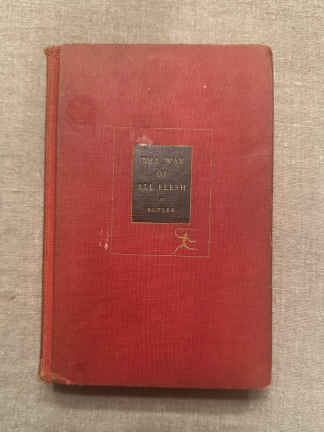 THE WAY
OF
ALL FLESH
BUTLER